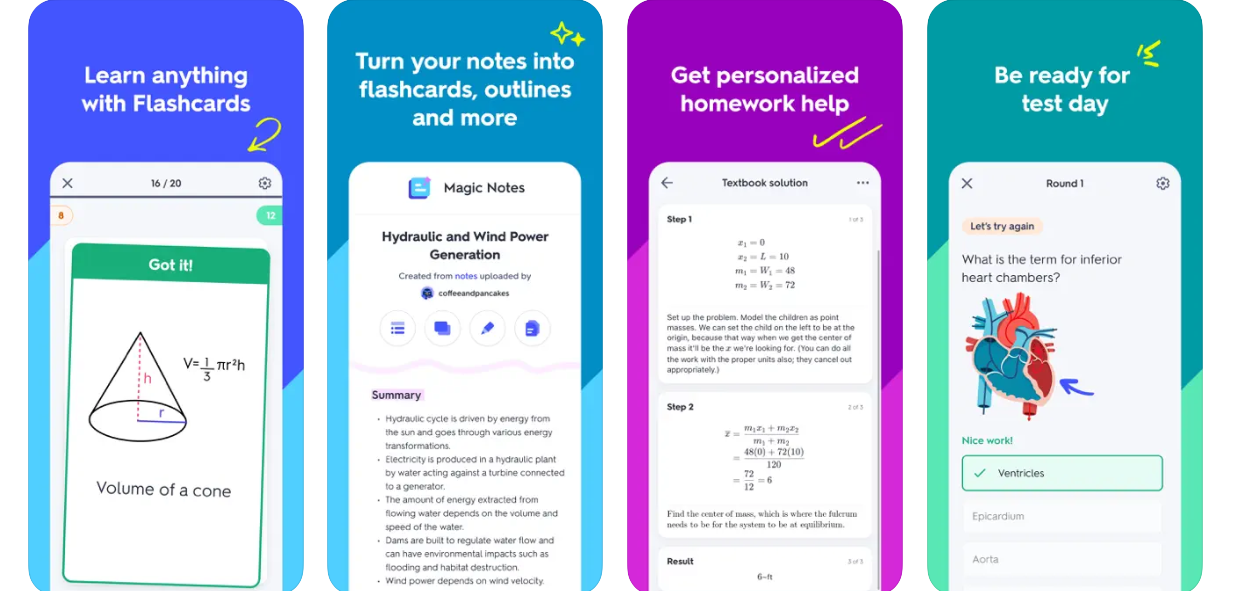 Learn anything
with Flashcards
16 / 20
8
12
Got it!
h
r
V=1/3 πr²h
Volume of a cone
Turn your notes into
flashcards, outlines
and more
Magic Notes
Hydraulic and Wind Power
Generation
Created from notes uploaded by
coffeeandpancakes
Summary
• Hydraulic cycle is driven by energy from
the sun and goes through various energy
transformations.
• Electricity is produced in a hydraulic plant
by water acting against a turbine connected
to a generator.
• The amount of energy extracted from
flowing water depends on the volume and
speed of the water.
• Dams are built to regulate water flow and
can have environmental impacts such as
flooding and habitat destruction.
• Wind power depends on wind velocity.
Get personalized
homework help
Textbook solution
Step 1
1 of 3
x₁ = 0
x₂ = L = 10
m₁ = W₁ = 48
m₂ = W₂ = 72
Set up the problem. Model the children as point
masses. We can set the child on the left to be at the
origin, because that way when we get the center of
mass it'll be the x we're looking for. (You can do all
the work with the proper units also; they cancel out
appropriately.)
Step 2
2 of 3
x̄ = (m₁x₁ + m₂x₂)/(m₁ + m₂)
= (48(0) + 72(10))/120
= 72/12 = 6
Find the center of mass, which is where the fulcrum
needs to be for the system to be at equilibrium.
Result
3 of 3
6-ft
Be ready for
test day
Round 1
Let's try again
What is the term for inferior
heart chambers?
Nice work!
Ventricles
Epicardium
Aorta